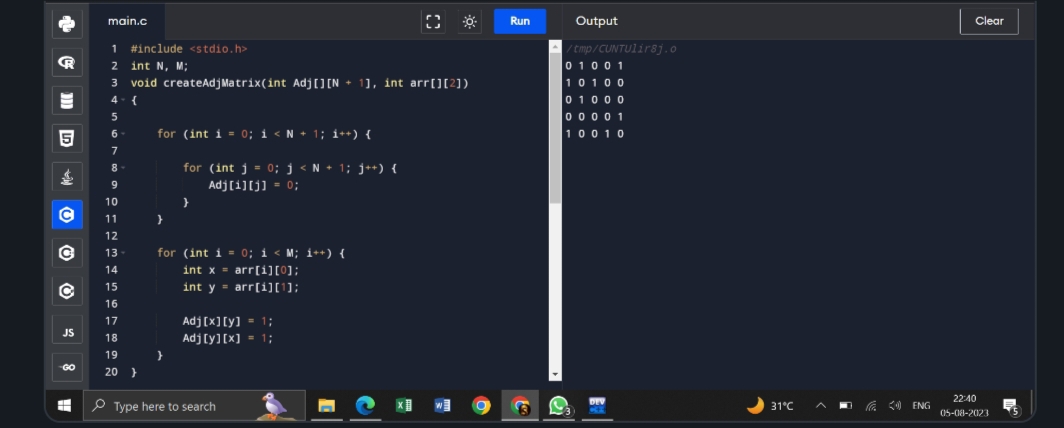 main.c
Run
Output
Clear
1 #include <stdio.h>
2 int N, M;
3 void createAdjMatrix(int Adj[][N + 1], int arr[][2])
4 {
5
6 for (int i = 0; i < N + 1; i++) {
7
8 for (int j = 0; j < N + 1; j++) {
9 Adj[i][j] = 0;
10 }
11 }
12
13 for (int i = 0; i < M; i++) {
14 int x = arr[i][0];
15 int y = arr[i][1];
16
17 Adj[x][y] = 1;
18 Adj[y][x] = 1;
19 }
20 }
/tmp/CUNTUlir8j.o
0 1 0 0 1
1 0 1 0 0
0 1 0 0 0
0 0 0 0 1
1 0 0 1 0
JS
GO
Type here to search
DEV
3
31°C
ENG
22:40
05-08-2023
5